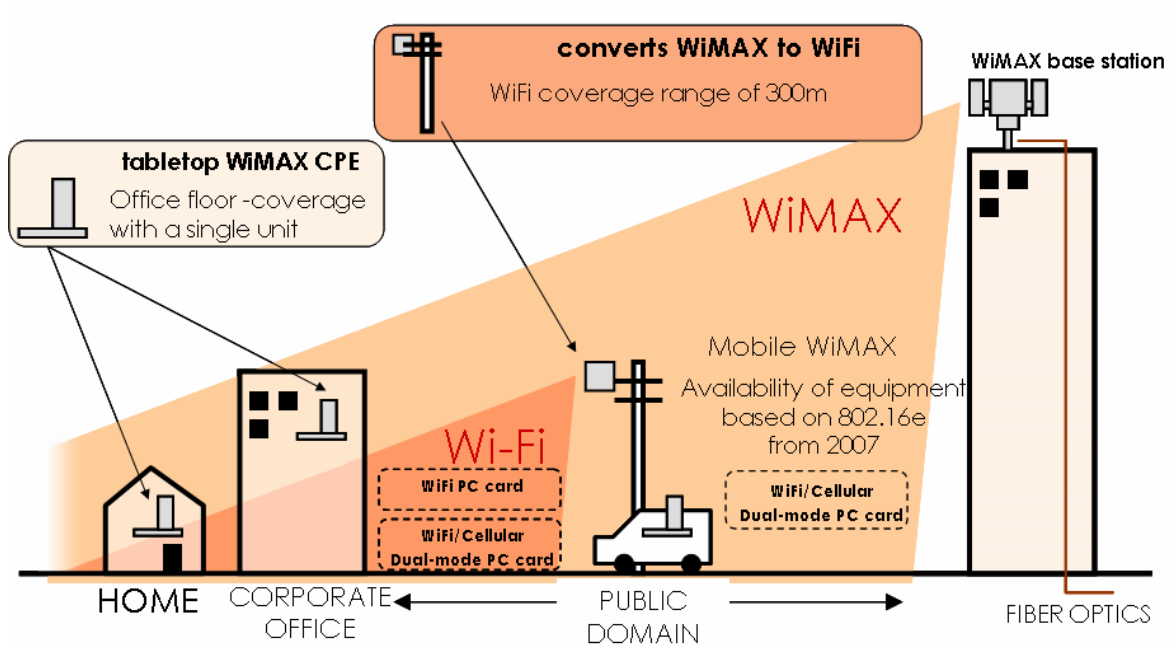 converts WiMAX to WiFi
WiFi coverage range of 300m
WiMAX base station
tabletop WiMAX CPE
Office floor -coverage
with a single unit
WiMAX
Mobile WiMAX
Availability of equipment
based on 802.16e
from 2007
Wi-Fi
WiFi PC card
WiFi/Cellular
Dual-mode PC card
WiFi/Cellular
Dual-mode PC card
HOME
CORPORATE
OFFICE
PUBLIC
DOMAIN
FIBER OPTICS